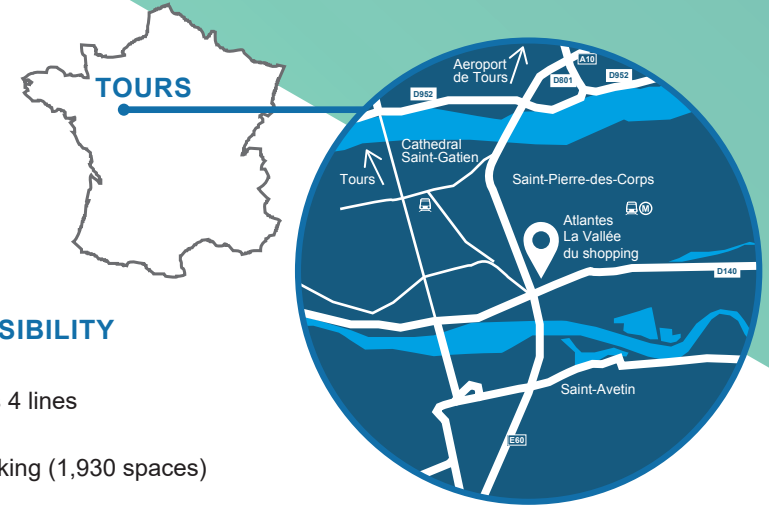 TOURS
Aeroport
de Tours
A10
D801
D952
D952
Cathedral
Saint-Gatien
Tours
Saint-Pierre-des-Corps
M
Atlantes
La Vallée
du shopping
D140
Saint-Avetin
E60
SIBILITY
4 lines
king (1,930 spaces)